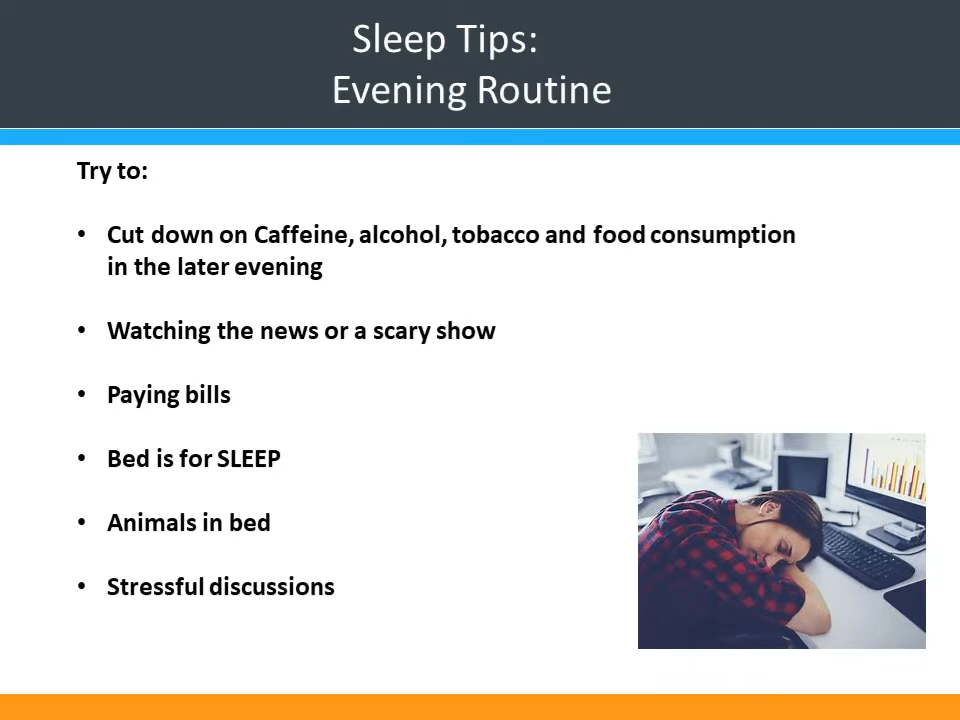 Sleep Tips:
Evening Routine
Try to:
• Cut down on Caffeine, alcohol, tobacco and food consumption
in the later evening
• Watching the news or a scary show
• Paying bills
• Bed is for SLEEP
• Animals in bed
• Stressful discussions